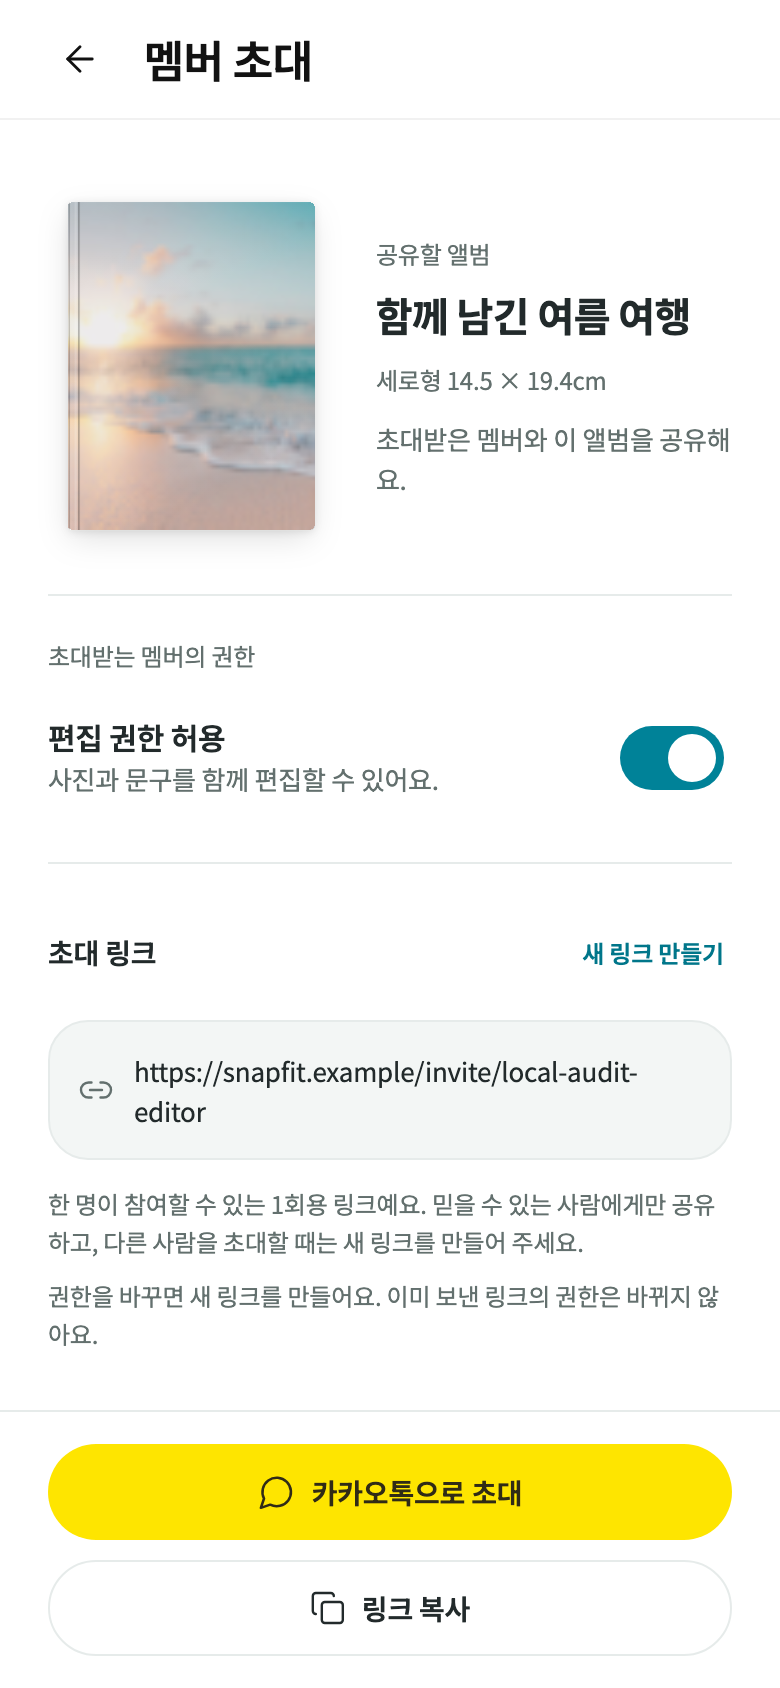 멤버 초대
공유할 앨범
함께 남긴 여름 여행
세로형 14.5 × 19.4cm
초대받은 멤버와 이 앨범을 공유해
요.
초대받는 멤버의 권한
편집 권한 허용
사진과 문구를 함께 편집할 수 있어요.
초대 링크
새 링크 만들기
https://snapfit.example/invite/local-audit-
editor
한 명이 참여할 수 있는 1회용 링크예요. 믿을 수 있는 사람에게만 공유
하고, 다른 사람을 초대할 때는 새 링크를 만들어 주세요.
권한을 바꾸면 새 링크를 만들어요. 이미 보낸 링크의 권한은 바뀌지 않
아요.
카카오톡으로 초대
링크 복사